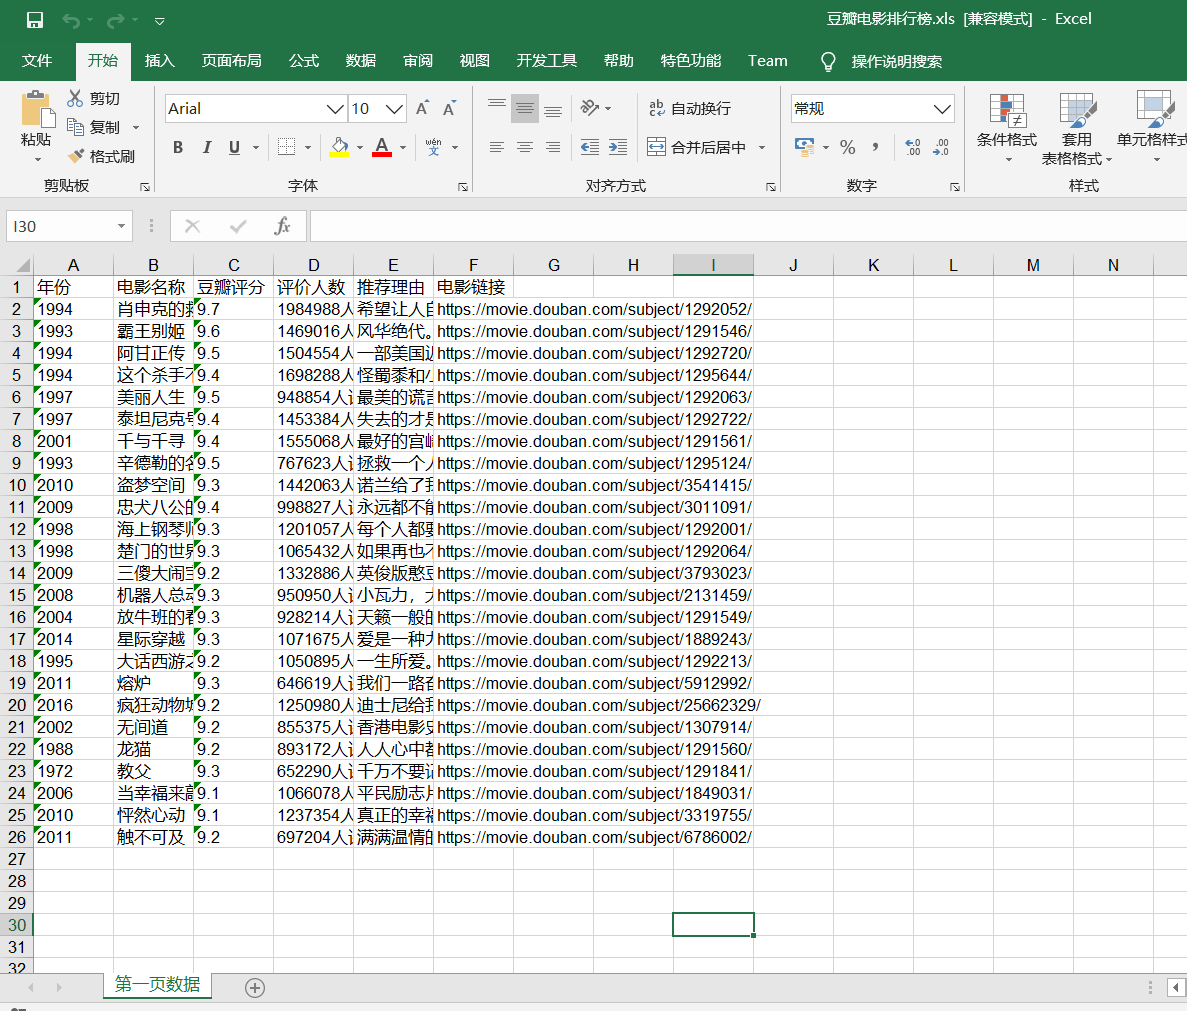 豆瓣电影排行榜.xls [兼容模式] - Excel
文件 开始 插入 页面布局 公式 数据 审阅 视图 开发工具 帮助 特色功能 Team 操作说明搜索
粘贴 剪切 复制 格式刷
Arial 10
B I U wén 文
ab 自动换行
合并后居中
常规
% , .00
条件格式 套用 表格格式 单元格样式
剪贴板 字体 对齐方式 数字 样式
I30 fx
A B C D E F G H I J K L M N
1 年份 电影名称 豆瓣评分 评价人数 推荐理由 电影链接
2 1994 肖申克的 9.7 1984988人 希望让人 https://movie.douban.com/subject/1292052/
3 1993 霸王别姬 9.6 1469016人 风华绝代。 https://movie.douban.com/subject/1291546/
4 1994 阿甘正传 9.5 1504554人 一部美国 https://movie.douban.com/subject/1292720/
5 1994 这个杀手 9.4 1698288人 怪蜀黍和 https://movie.douban.com/subject/1295644/
6 1997 美丽人生 9.5 948854人 最美的谎 https://movie.douban.com/subject/1292063/
7 1997 泰坦尼克 9.4 1453384人 失去的才 https://movie.douban.com/subject/1292722/
8 2001 千与千寻 9.4 1555068人 最好的宫 https://movie.douban.com/subject/1291561/
9 1993 辛德勒的 9.5 767623人 拯救一个 https://movie.douban.com/subject/1295124/
10 2010 盗梦空间 9.3 1442063人 诺兰给了 https://movie.douban.com/subject/3541415/
11 2009 忠犬八公 9.4 998827人 永远都不 https://movie.douban.com/subject/3011091/
12 1998 海上钢琴 9.3 1201057人 每个人都 https://movie.douban.com/subject/1292001/
13 1998 楚门的世 9.3 1065432人 如果再也 https://movie.douban.com/subject/1292064/
14 2009 三傻大闹 9.2 1332886人 英俊版憨 https://movie.douban.com/subject/3793023/
15 2008 机器人总 9.3 950950人 小瓦力， https://movie.douban.com/subject/2131459/
16 2004 放牛班的 9.3 928214人 天籁一般 https://movie.douban.com/subject/1291549/
17 2014 星际穿越 9.3 1071675人 爱是一种 https://movie.douban.com/subject/1889243/
18 1995 大话西游 9.2 1050895人 一生所爱。 https://movie.douban.com/subject/1292213/
19 2011 熔炉 9.3 646619人 我们一路 https://movie.douban.com/subject/5912992/
20 2016 疯狂动物 9.2 1250980人 迪士尼给 https://movie.douban.com/subject/25662329/
21 2002 无间道 9.2 855375人 香港电影 https://movie.douban.com/subject/1307914/
22 1988 龙猫 9.2 893172人 人人心中 https://movie.douban.com/subject/1291560/
23 1972 教父 9.3 652290人 千万不要 https://movie.douban.com/subject/1291841/
24 2006 当幸福来 9.1 1066078人 平民励志 https://movie.douban.com/subject/1849031/
25 2010 怦然心动 9.1 1237354人 真正的幸 https://movie.douban.com/subject/3319755/
26 2011 触不可及 9.2 697204人 满满温情 https://movie.douban.com/subject/6786002/
27
28
29
30
31
32
第一页数据